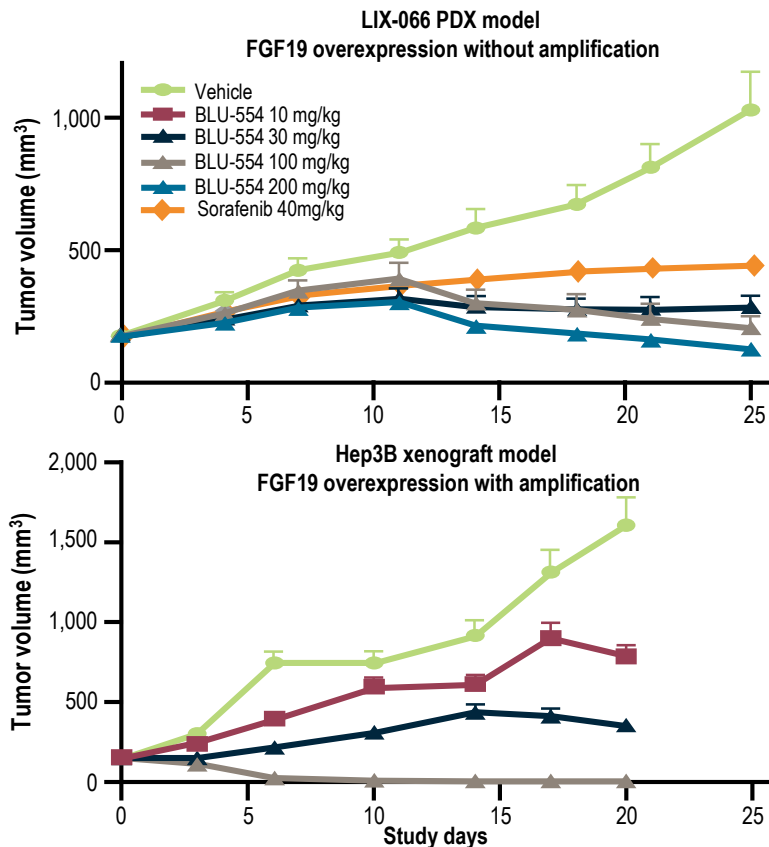 LIX-066 PDX model
FGF19 overexpression without amplification
Tumor volume (mm³)
1,000
500
0
Vehicle
BLU-554 10 mg/kg
BLU-554 30 mg/kg
BLU-554 100 mg/kg
BLU-554 200 mg/kg
Sorafenib 40mg/kg
0 5 10 15 20 25
Hep3B xenograft model
FGF19 overexpression with amplification
Tumor volume (mm³)
2,000
1,500
1,000
500
0
0 5 10 15 20 25
Study days